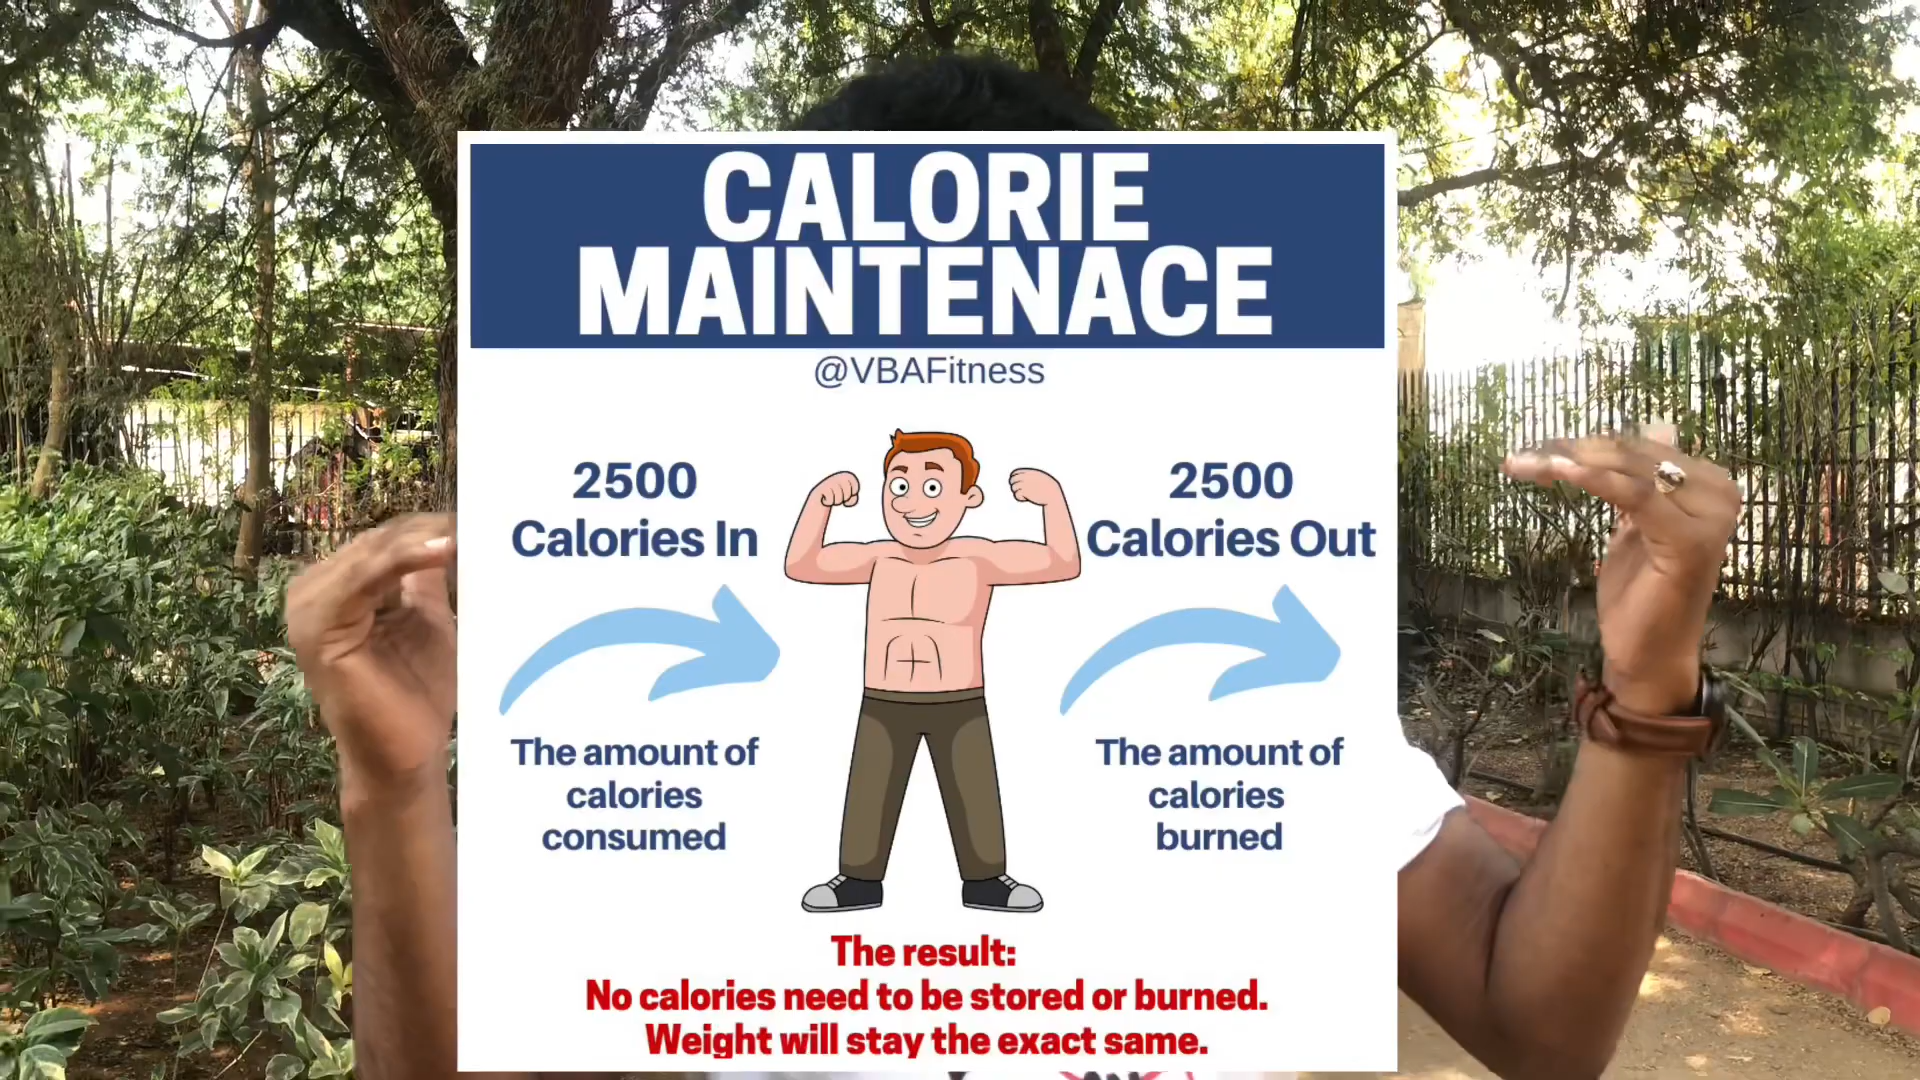 CALORIE
MAINTENACE
@VBAFitness
2500
Calories In
2500
Calories Out
The amount of
calories
consumed
The amount of
calories
burned
The result:
No calories need to be stored or burned.
Weight will stay the exact same.